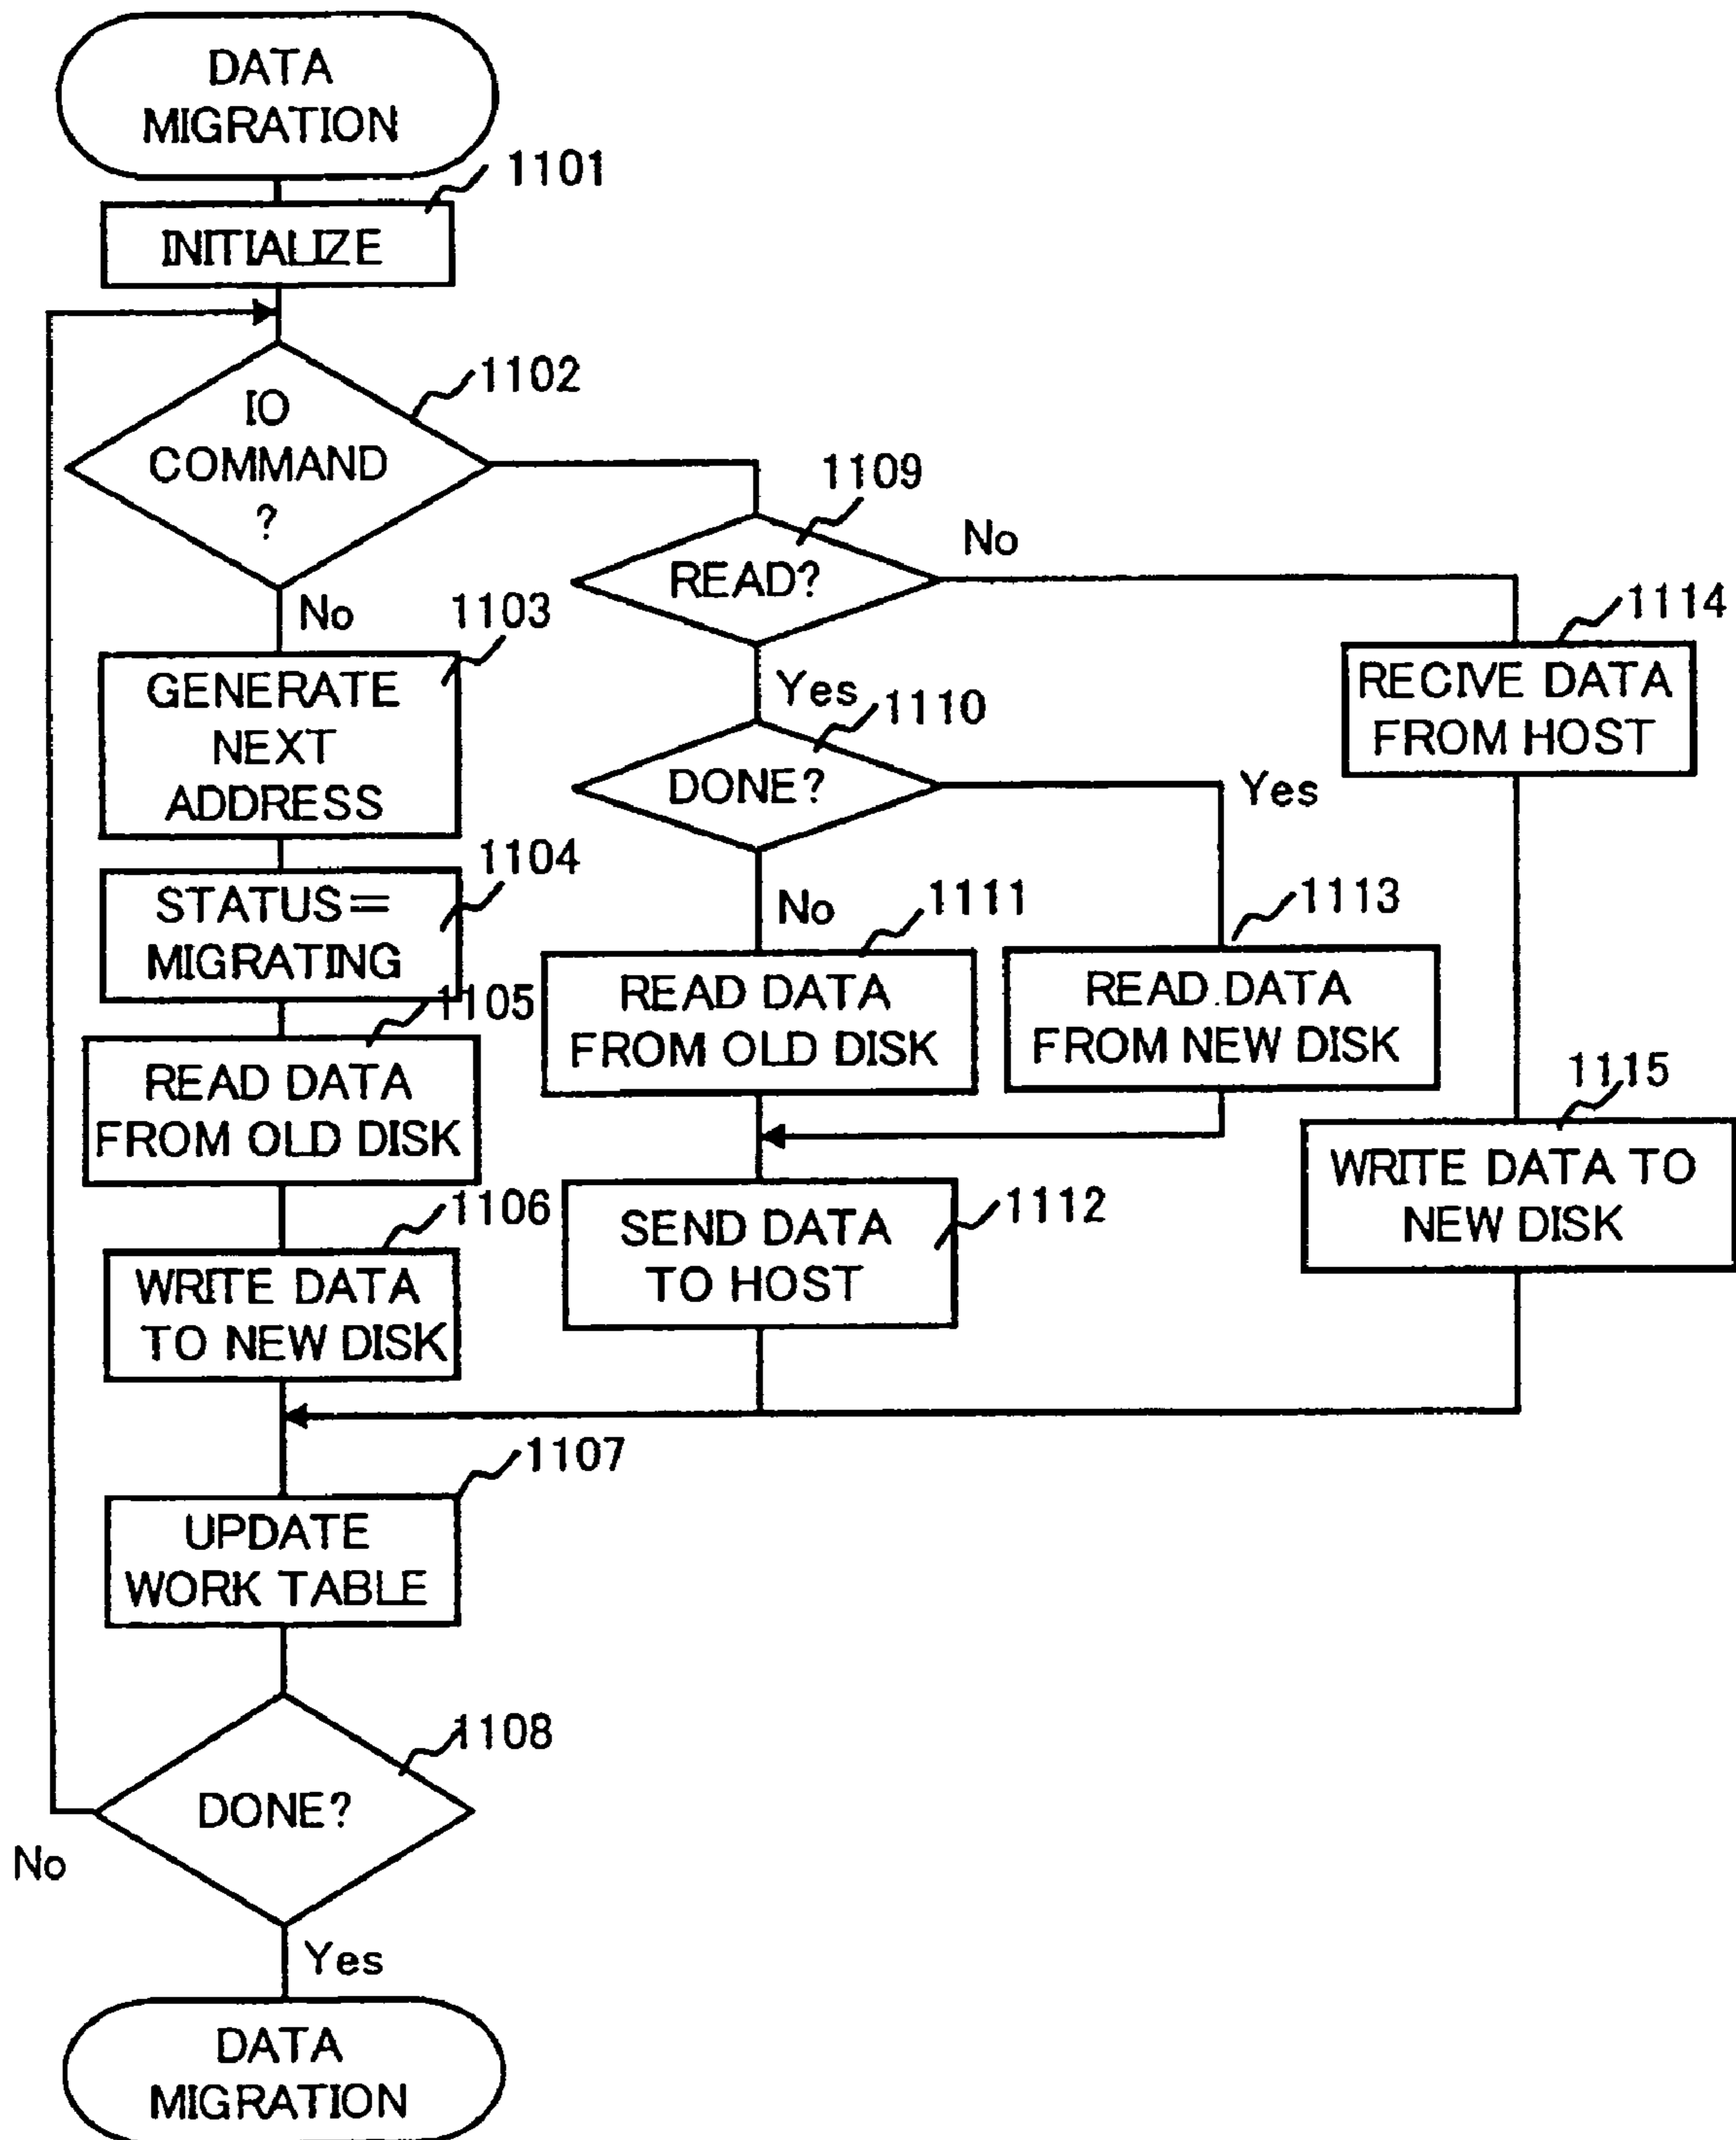 DATA
MIGRATION
1101
INITIALIZE
1102
IO
COMMAND
?
No
1103
GENERATE
NEXT
ADDRESS
1104
STATUS=
MIGRATING
1105
READ DATA
FROM OLD DISK
1106
WRITE DATA
TO NEW DISK
1107
UPDATE
WORK TABLE
1108
DONE?
No
Yes
DATA
MIGRATION
1109
READ?
No
Yes
1110
DONE?
Yes
No
1111
READ DATA
FROM OLD DISK
1113
READ.DATA
FROM NEW DISK
1112
SEND DATA
TO HOST
1114
RECIVE DATA
FROM HOST
1115
WRITE DATA TO
NEW DISK